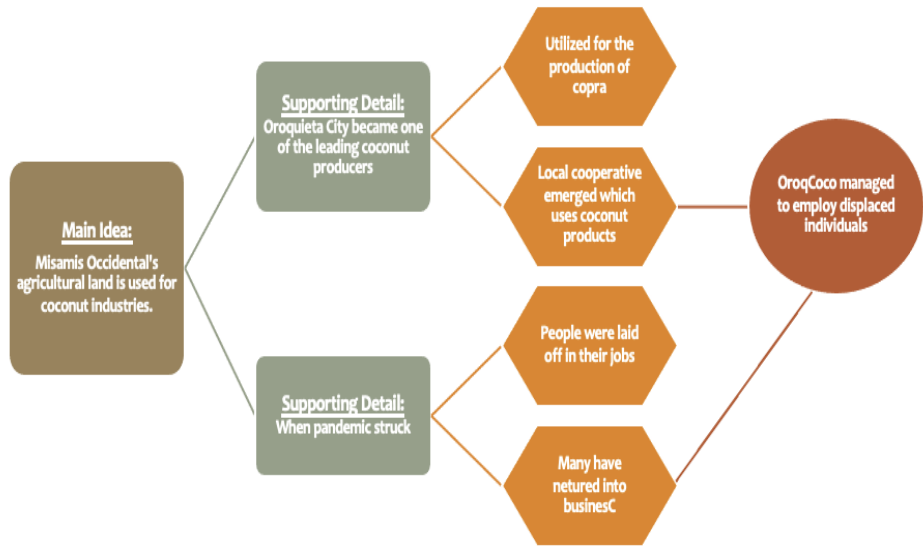 Main Idea:
Misamis Occidental's
agricultural land is used for
coconut industries.
Supporting Detail:
Oroquieta City became one
of the leading coconut
producers
Utilized for the
production of
copra
Local cooperative
emerged which
uses coconut
products
Supporting Detail:
When pandemic struck
People were laid
off in their jobs
Many have
netured into
businesC
OroqCoco managed
to employ displaced
individuals